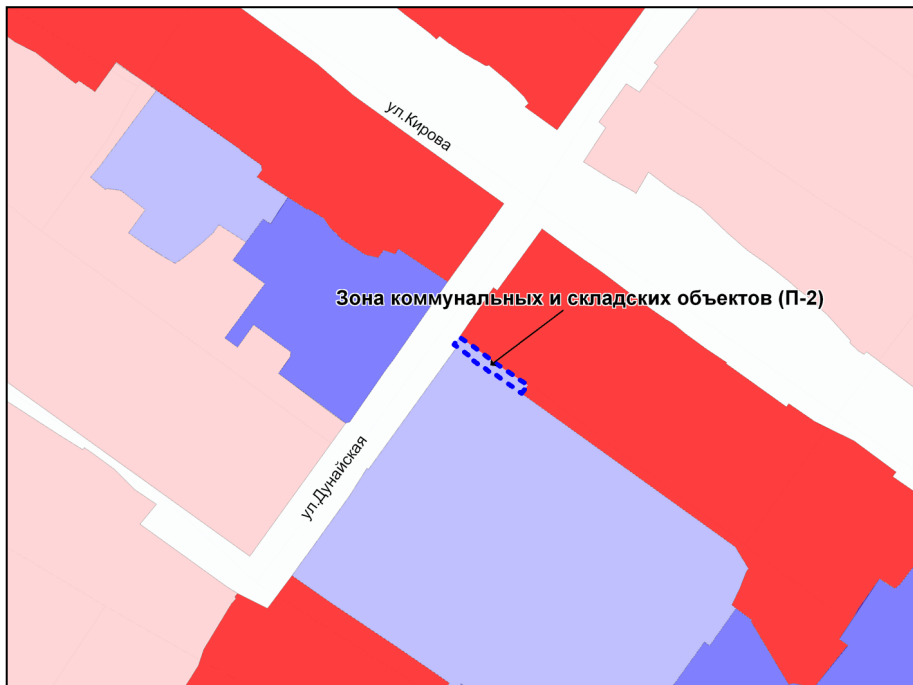 ул.Кирова
Зона коммунальных и складских объектов (П-2)
ул.Дунайская